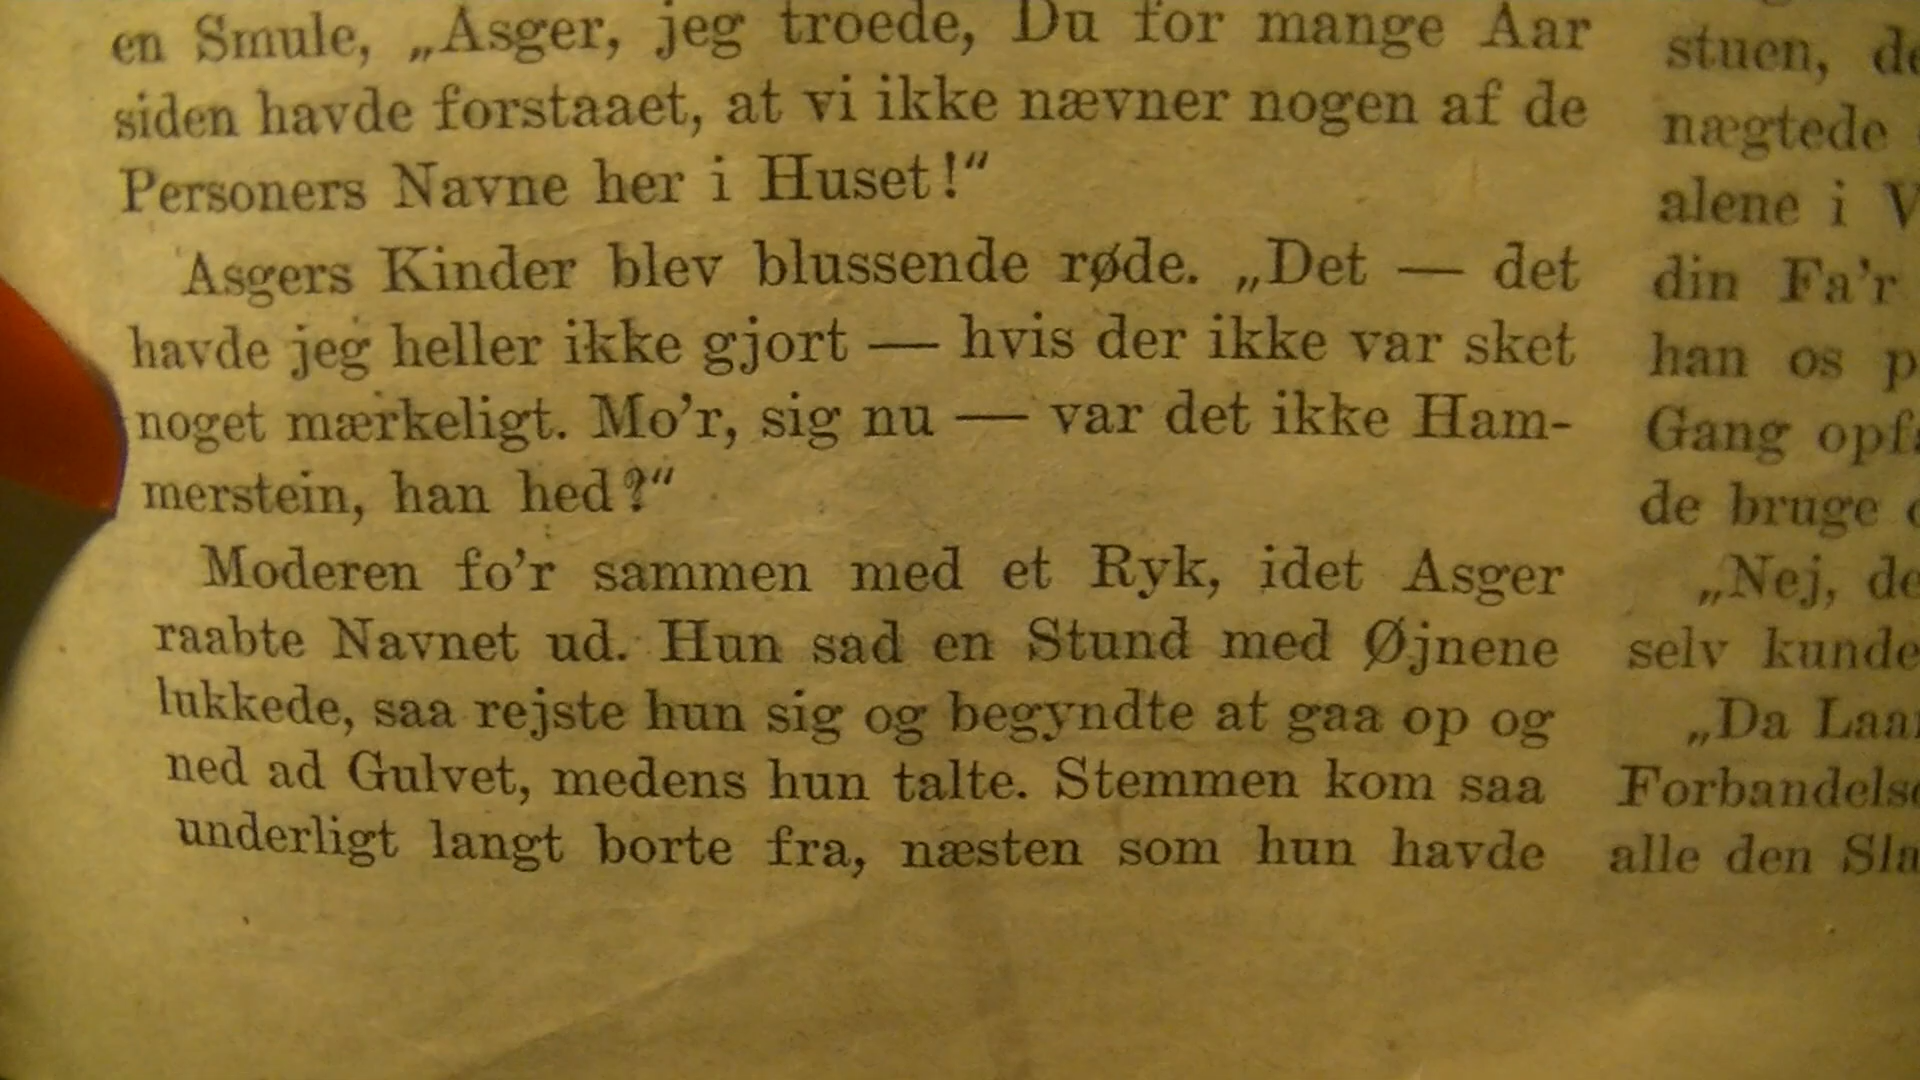 en Smule, „Asger, jeg troede, Du for mange Aar
siden havde forstaaet, at vi ikke nævner nogen af de
Personers Navne her i Huset!“
Asgers Kinder blev blussende røde. „Det — det
havde jeg heller ikke gjort — hvis der ikke var sket
noget mærkeligt. Mo’r, sig nu — var det ikke Ham-
merstein, han hed?“
Moderen fo’r sammen med et Ryk, idet Asger
raabte Navnet ud. Hun sad en Stund med Øjnene
lukkede, saa rejste hun sig og begyndte at gaa op og
ned ad Gulvet, medens hun talte. Stemmen kom saa
underligt langt borte fra, næsten som hun havde
stuen,
nægtede
alene i
din Fa’r
han os
Gang
de bruge
„Nej,
selv kunde
„Da
alle den